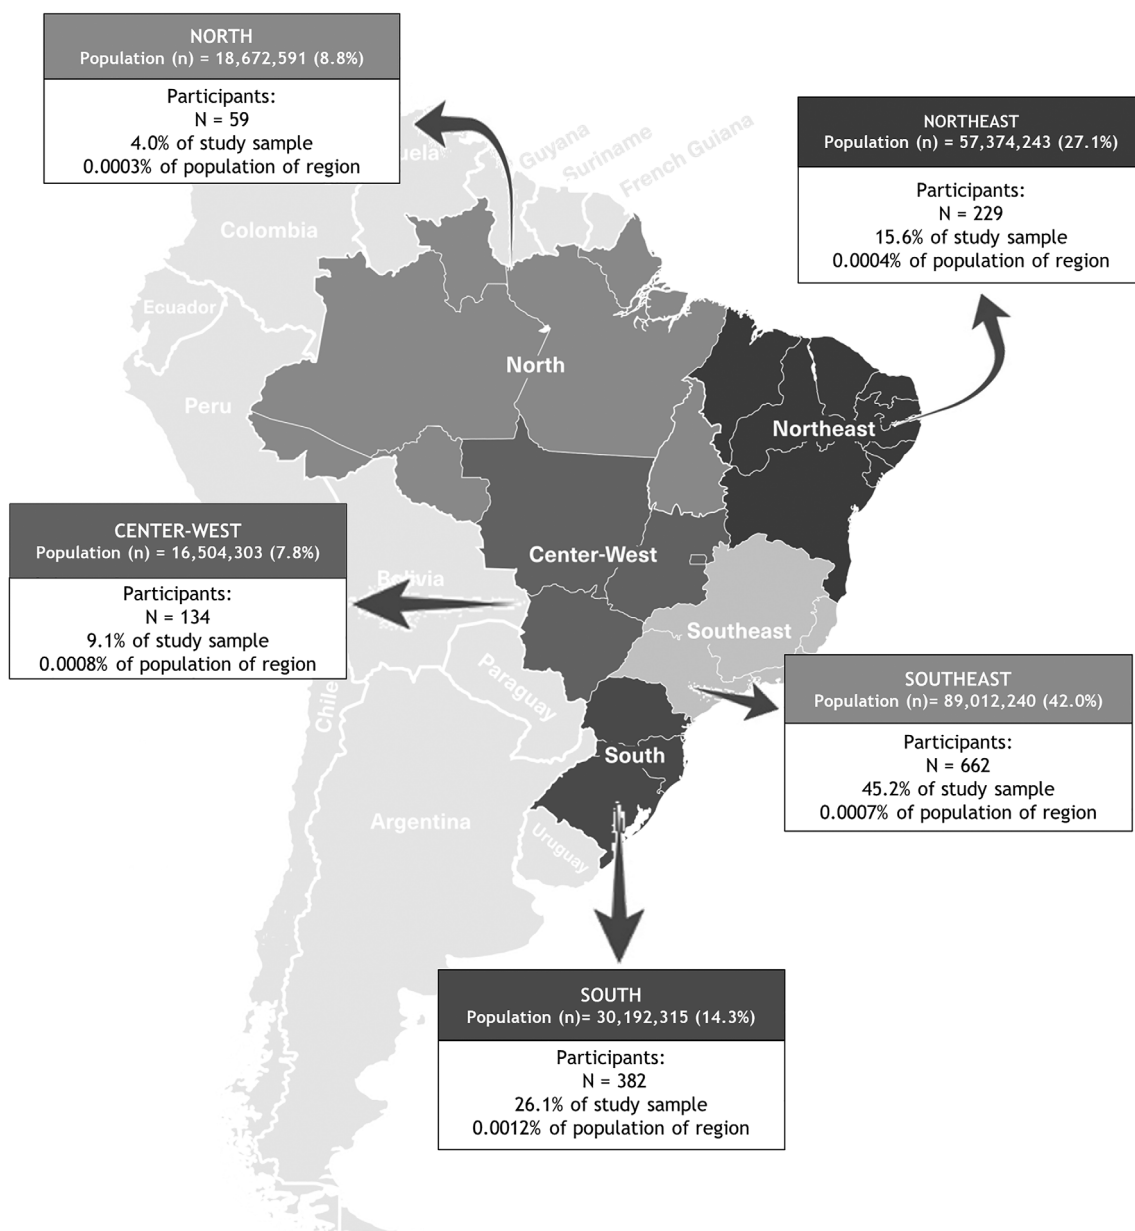 NORTH
Population (n) = 18,672,591 (8.8%)
Participants:
N = 59
4.0% of study sample
0.0003% of population of region
NORTHEAST
Population (n) = 57,374,243 (27.1%)
Participants:
N = 229
15.6% of study sample
0.0004% of population of region
uela
Guyana
Suriname
French Guiana
Colombia
Ecuador
Peru
North
Northeast
CENTER-WEST
Population (n) = 16,504,303 (7.8%)
Participants:
N = 134
9.1% of study sample
0.0008% of population of region
Center-West
Bolivia
Southeast
Paraguay
Chile
SOUTHEAST
Population (n)= 89,012,240 (42.0%)
Participants:
N = 662
45.2% of study sample
0.0007% of population of region
South
Argentina
Uruguay
SOUTH
Population (n)= 30,192,315 (14.3%)
Participants:
N = 382
26.1% of study sample
0.0012% of population of region